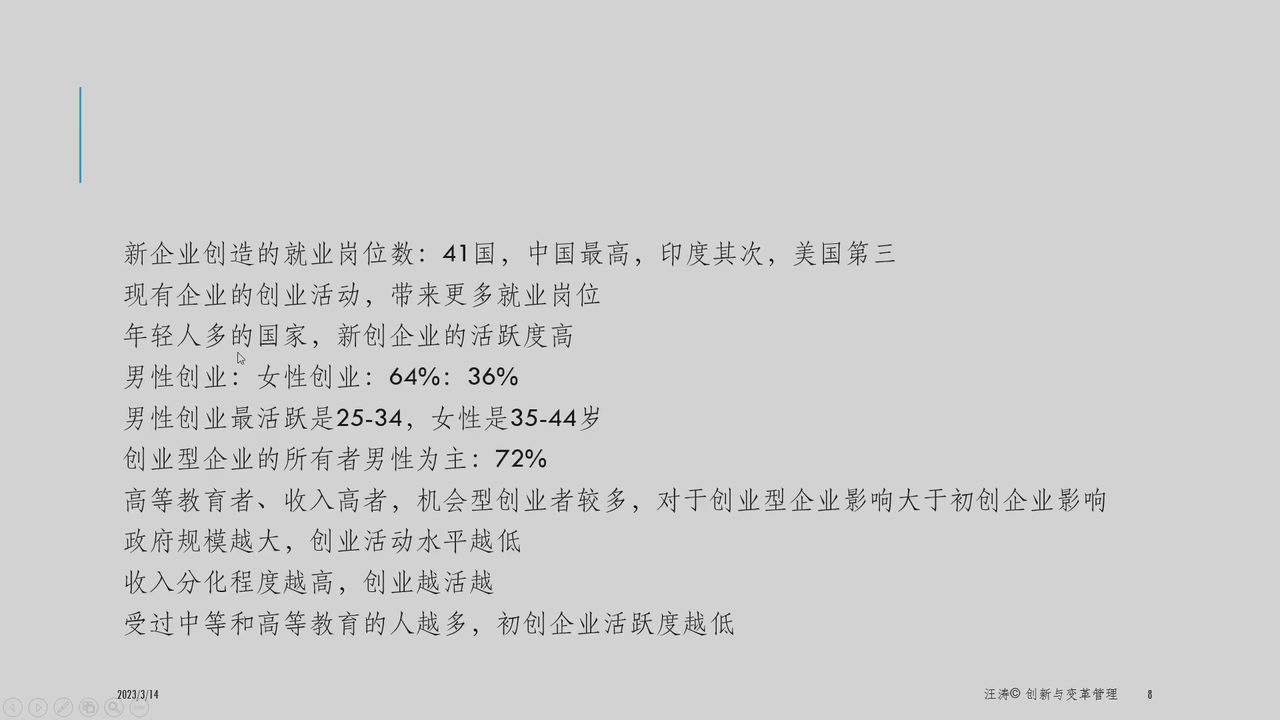 新企业创造的就业岗位数：41国，中国最高，印度其次，美国第三
现有企业的创业活动，带来更多就业岗位
年轻人多的国家，新创企业的活跃度高
男性创业：女性创业：64%：36%
男性创业最活跃是25-34，女性是35-44岁
创业型企业的所有者男性为主：72%
高等教育者、收入高者，机会型创业者较多，对于创业型企业影响大于初创企业影响
政府规模越大，创业活动水平越低
收入分化程度越高，创业越活越
受过中等和高等教育的人越多，初创企业活跃度越低
2023/3/14
汪涛© 创新与变革管理
8